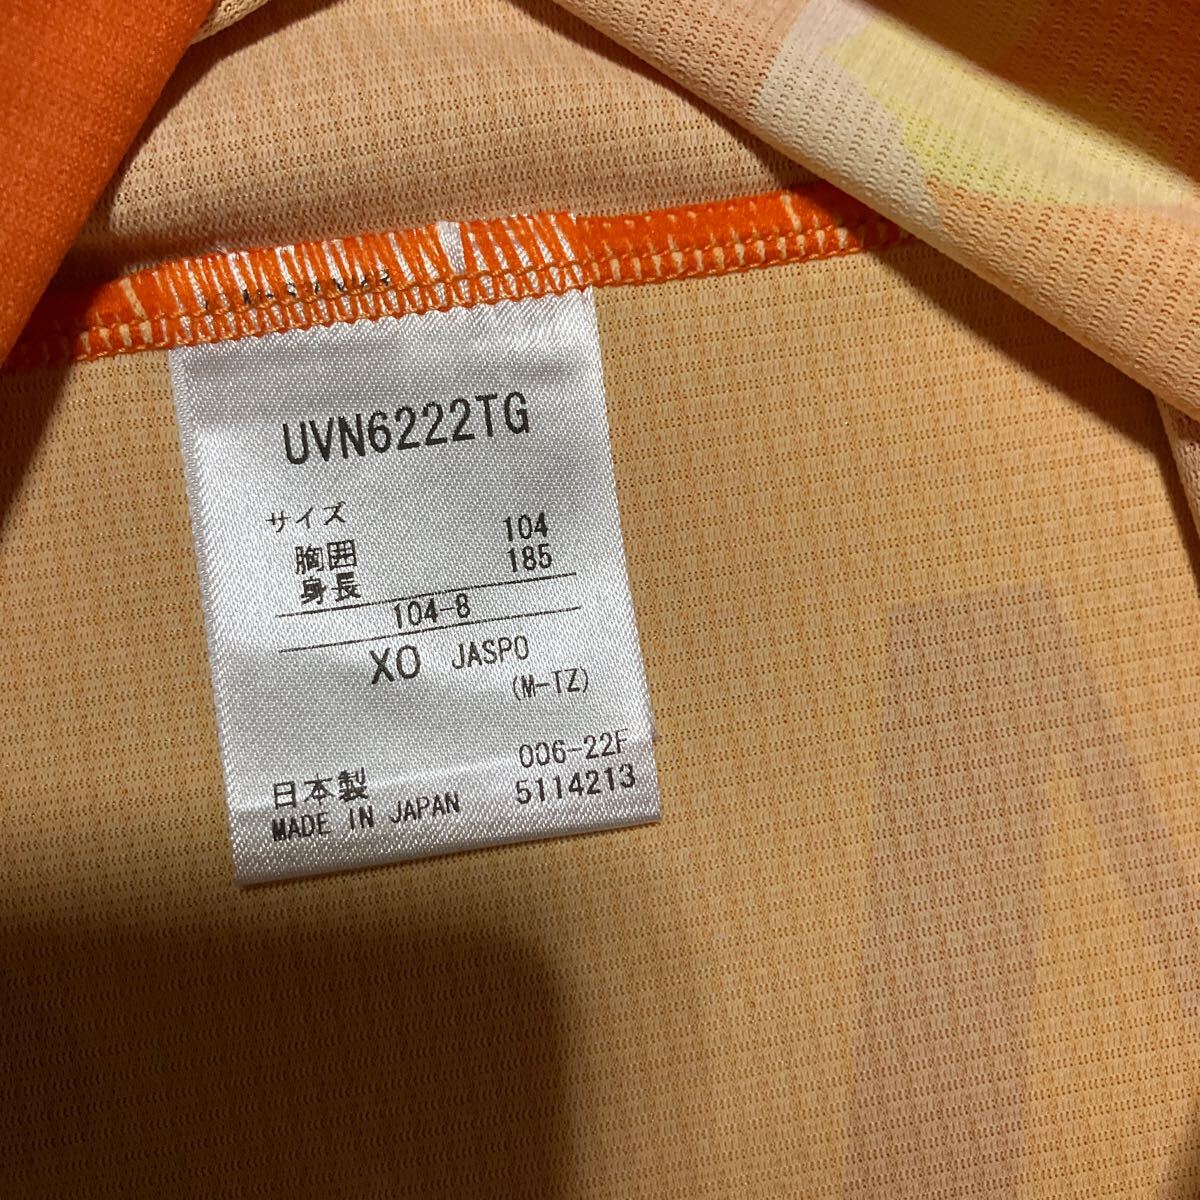 UVN6222TG
サイズ
胸囲 104
身長 185
104-8
XO JASPO
(M-TZ)
006-22F
日本製 5114213
MADE IN JAPAN